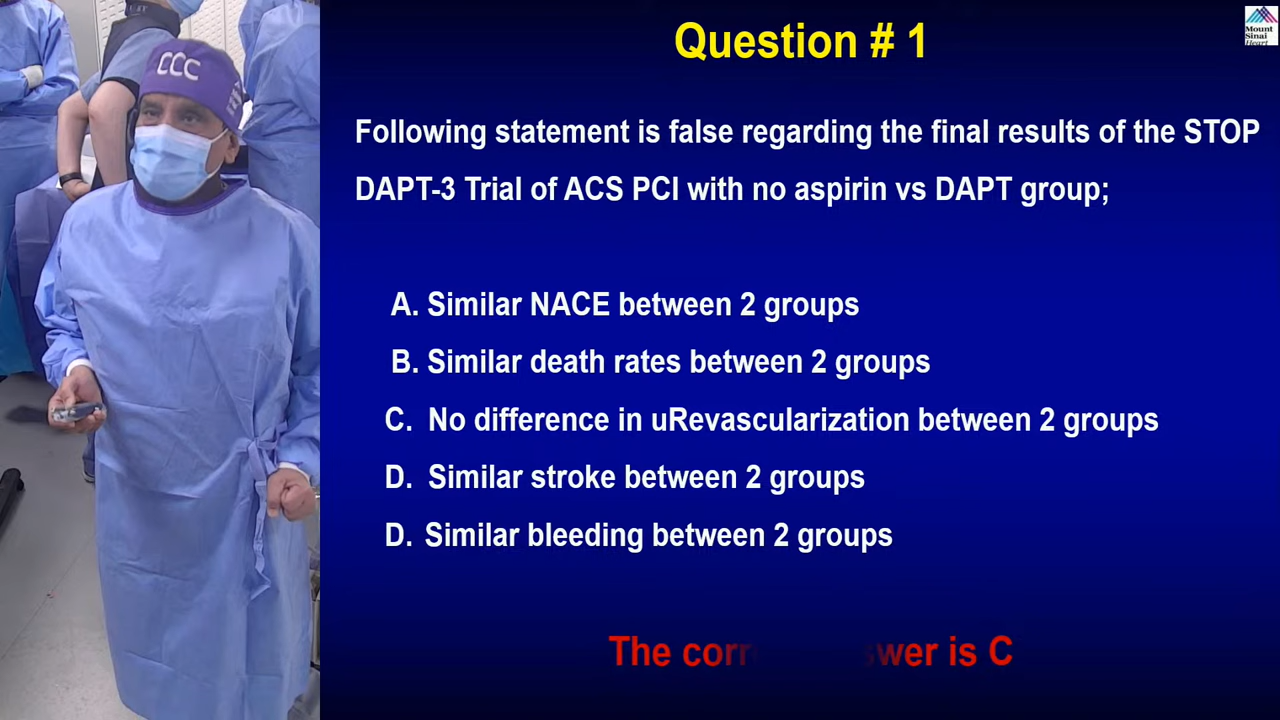 Question # 1
Mount
Sinai
Heart
CCC
Following statement is false regarding the final results of the STOP
DAPT-3 Trial of ACS PCI with no aspirin vs DAPT group;
A. Similar NACE between 2 groups
B. Similar death rates between 2 groups
C. No difference in uRevascularization between 2 groups
D. Similar stroke between 2 groups
D. Similar bleeding between 2 groups
The is C